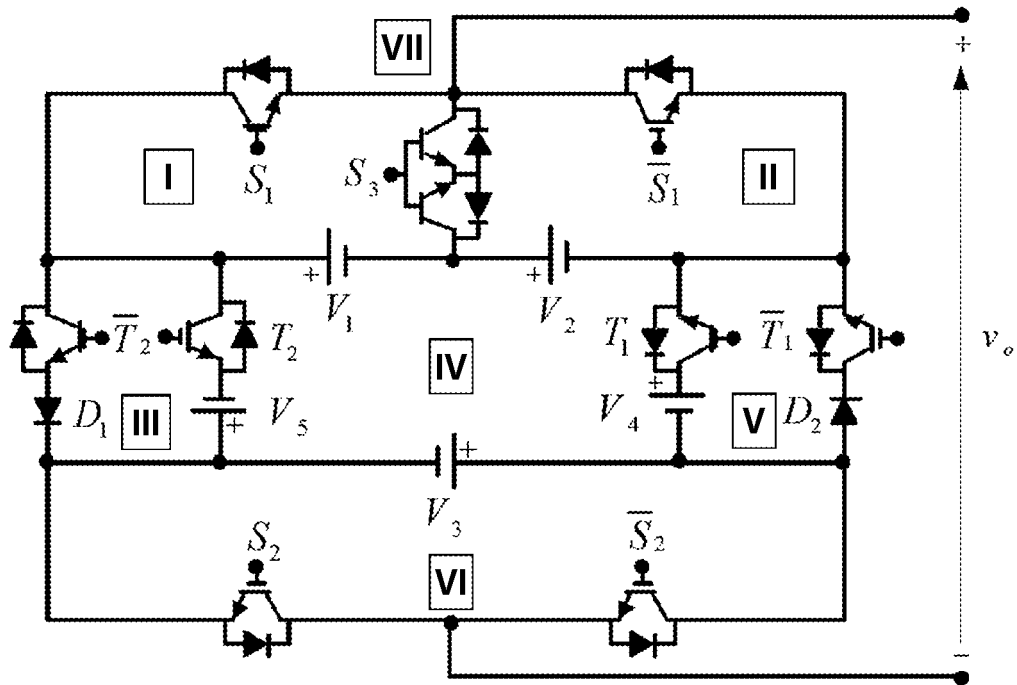 VII
+
I
S₁
S₃
S̅₁
II
+
V₁
+
V₂
T̅₂
T₂
IV
T₁
T̅₁
vₒ
D₁
III
+
V₅
+
V₄
V
D₂
+
V₃
S₂
VI
S̅₂
−